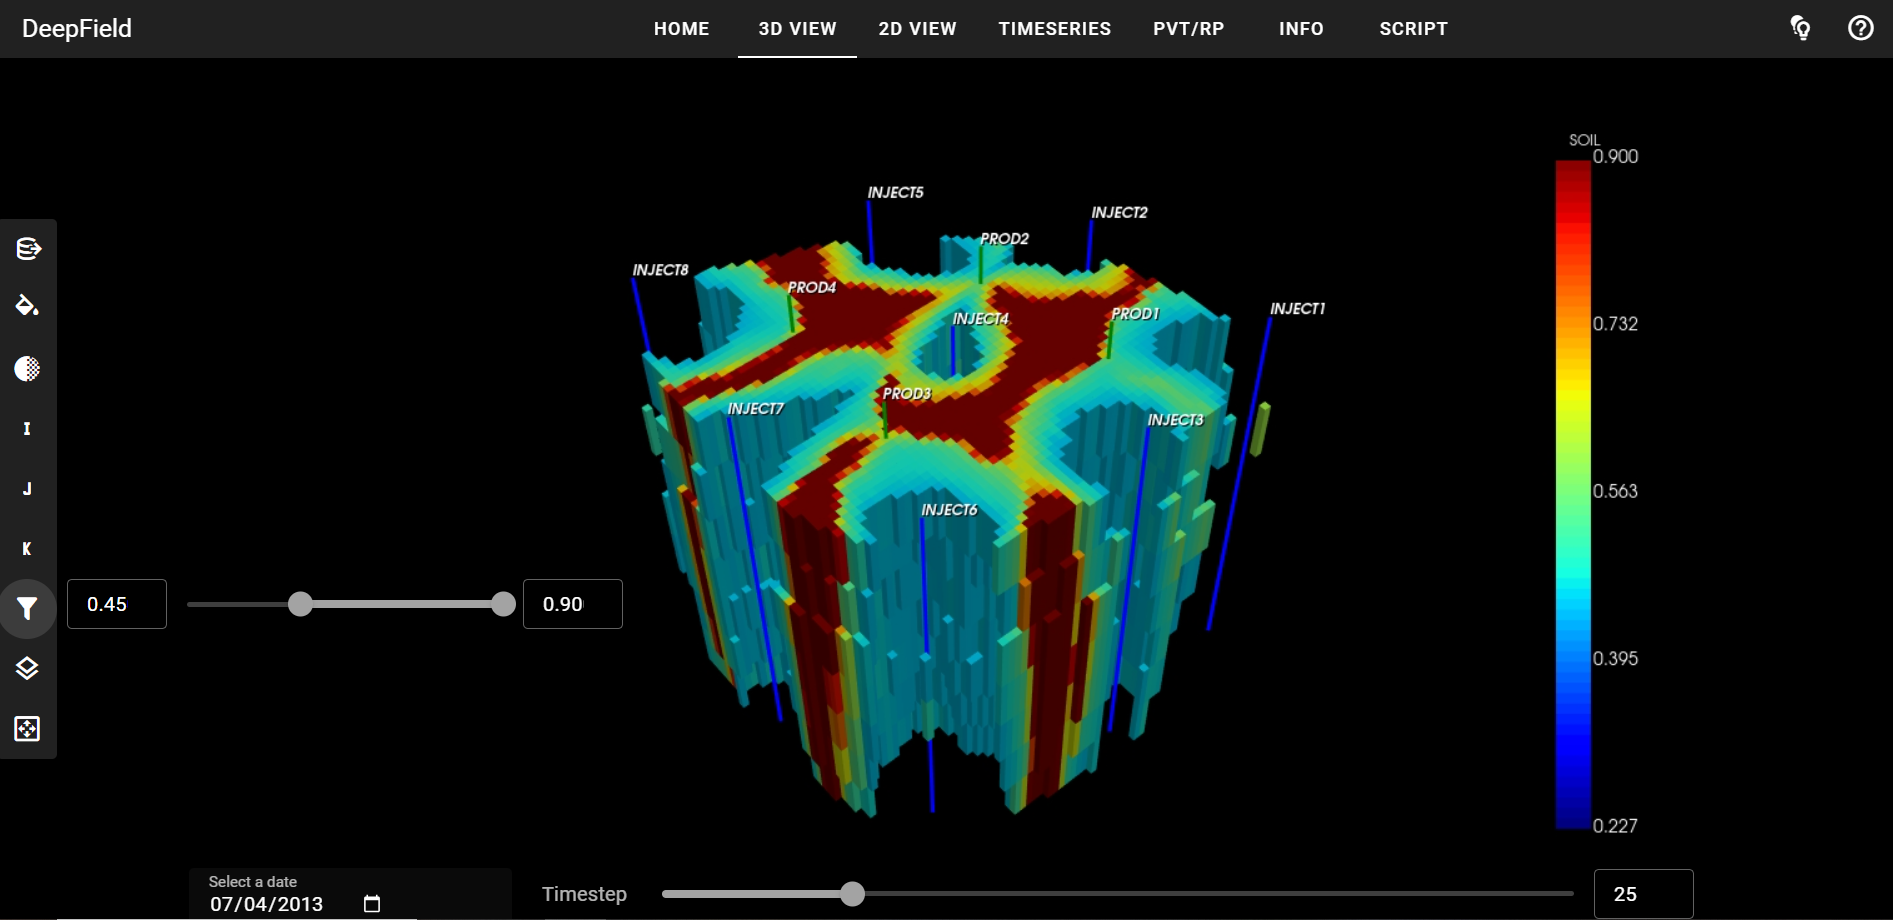 DeepField
HOME
3D VIEW
2D VIEW
TIMESERIES
PVT/RP
INFO
SCRIPT
SOIL
0.900
0.732
0.563
0.395
0.227
INJECT5
INJECT2
PROD2
INJECT8
PROD4
INJECT4
PROD1
INJECT1
PROD3
INJECT7
INJECT3
INJECT6
I
J
K
0.45
0.90
Select a date
07/04/2013
Timestep
25